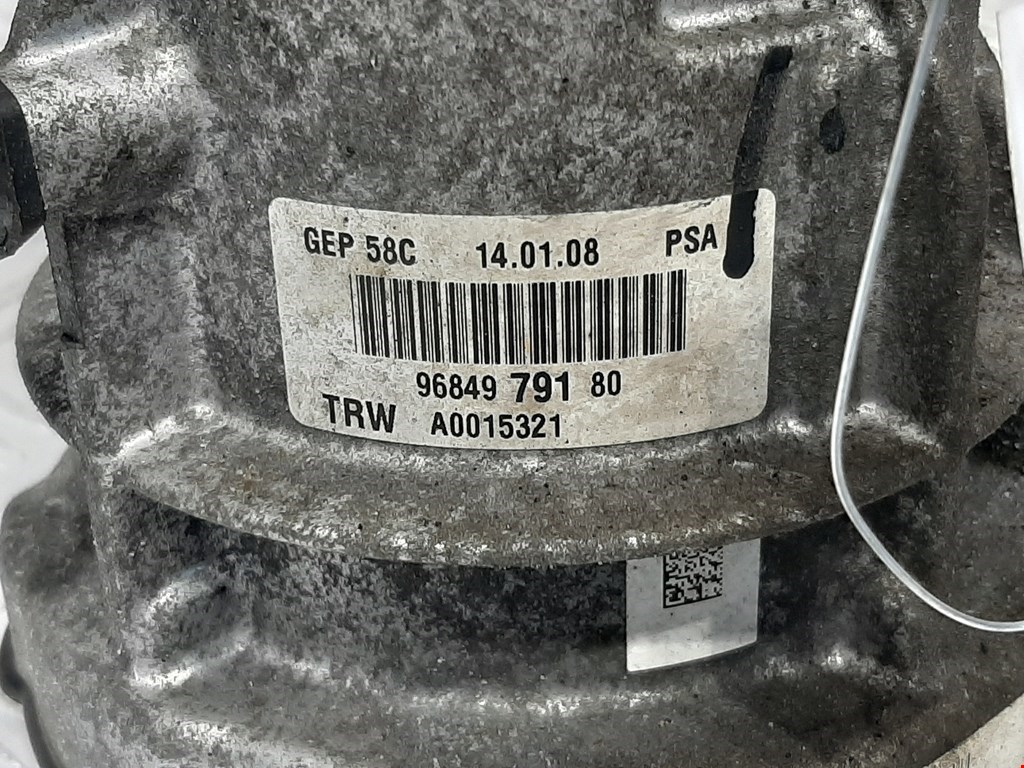 GEP 58C 14.01.08 PSA
96849 791 80
TRW A0015321